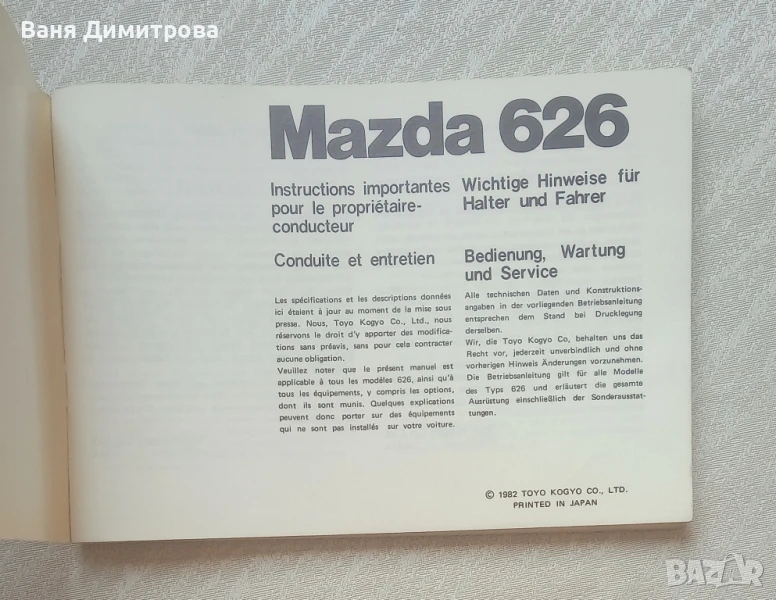 Ваня Димитрова
Mazda 626
Instructions importantes
pour le propriétaire-
conducteur
Conduite et entretien
Les spécifications et les descriptions données
ici étaient à jour au moment de la mise sous
presse. Nous, Toyo Kogyo Co., Ltd., nous
réservons le droit d'y apporter des modifica-
tions sans préavis, sans pour cela contracter
aucune obligation.
Veuillez noter que le présent manuel est
applicable à tous les modèles 626, ainsi qu'à
tous les équipements, y compris les options,
dont ils sont munis. Quelques explications
peuvent donc porter sur des équipements
qui ne sont pas installés sur votre voiture.
Wichtige Hinweise für
Halter und Fahrer
Bedienung, Wartung
und Service
Alle technischen Daten und Konstruktions-
angaben in der vorliegenden Betriebsanleitung
entsprechen dem Stand bei Drucklegung
derselben.
Wir, die Toyo Kogyo Co, behalten uns das
Recht vor, jederzeit unverbindlich und ohne
vorherigen Hinweis Änderungen vorzunehmen.
Die Betriebsanleitung gilt für alle Modelle
des Typs 626 und erläutert die gesamte
Ausrüstung einschließlich der Sonderausstat-
tungen.
© 1982 TOYO KOGYO CO., LTD.
PRINTED IN JAPAN
BAZAR